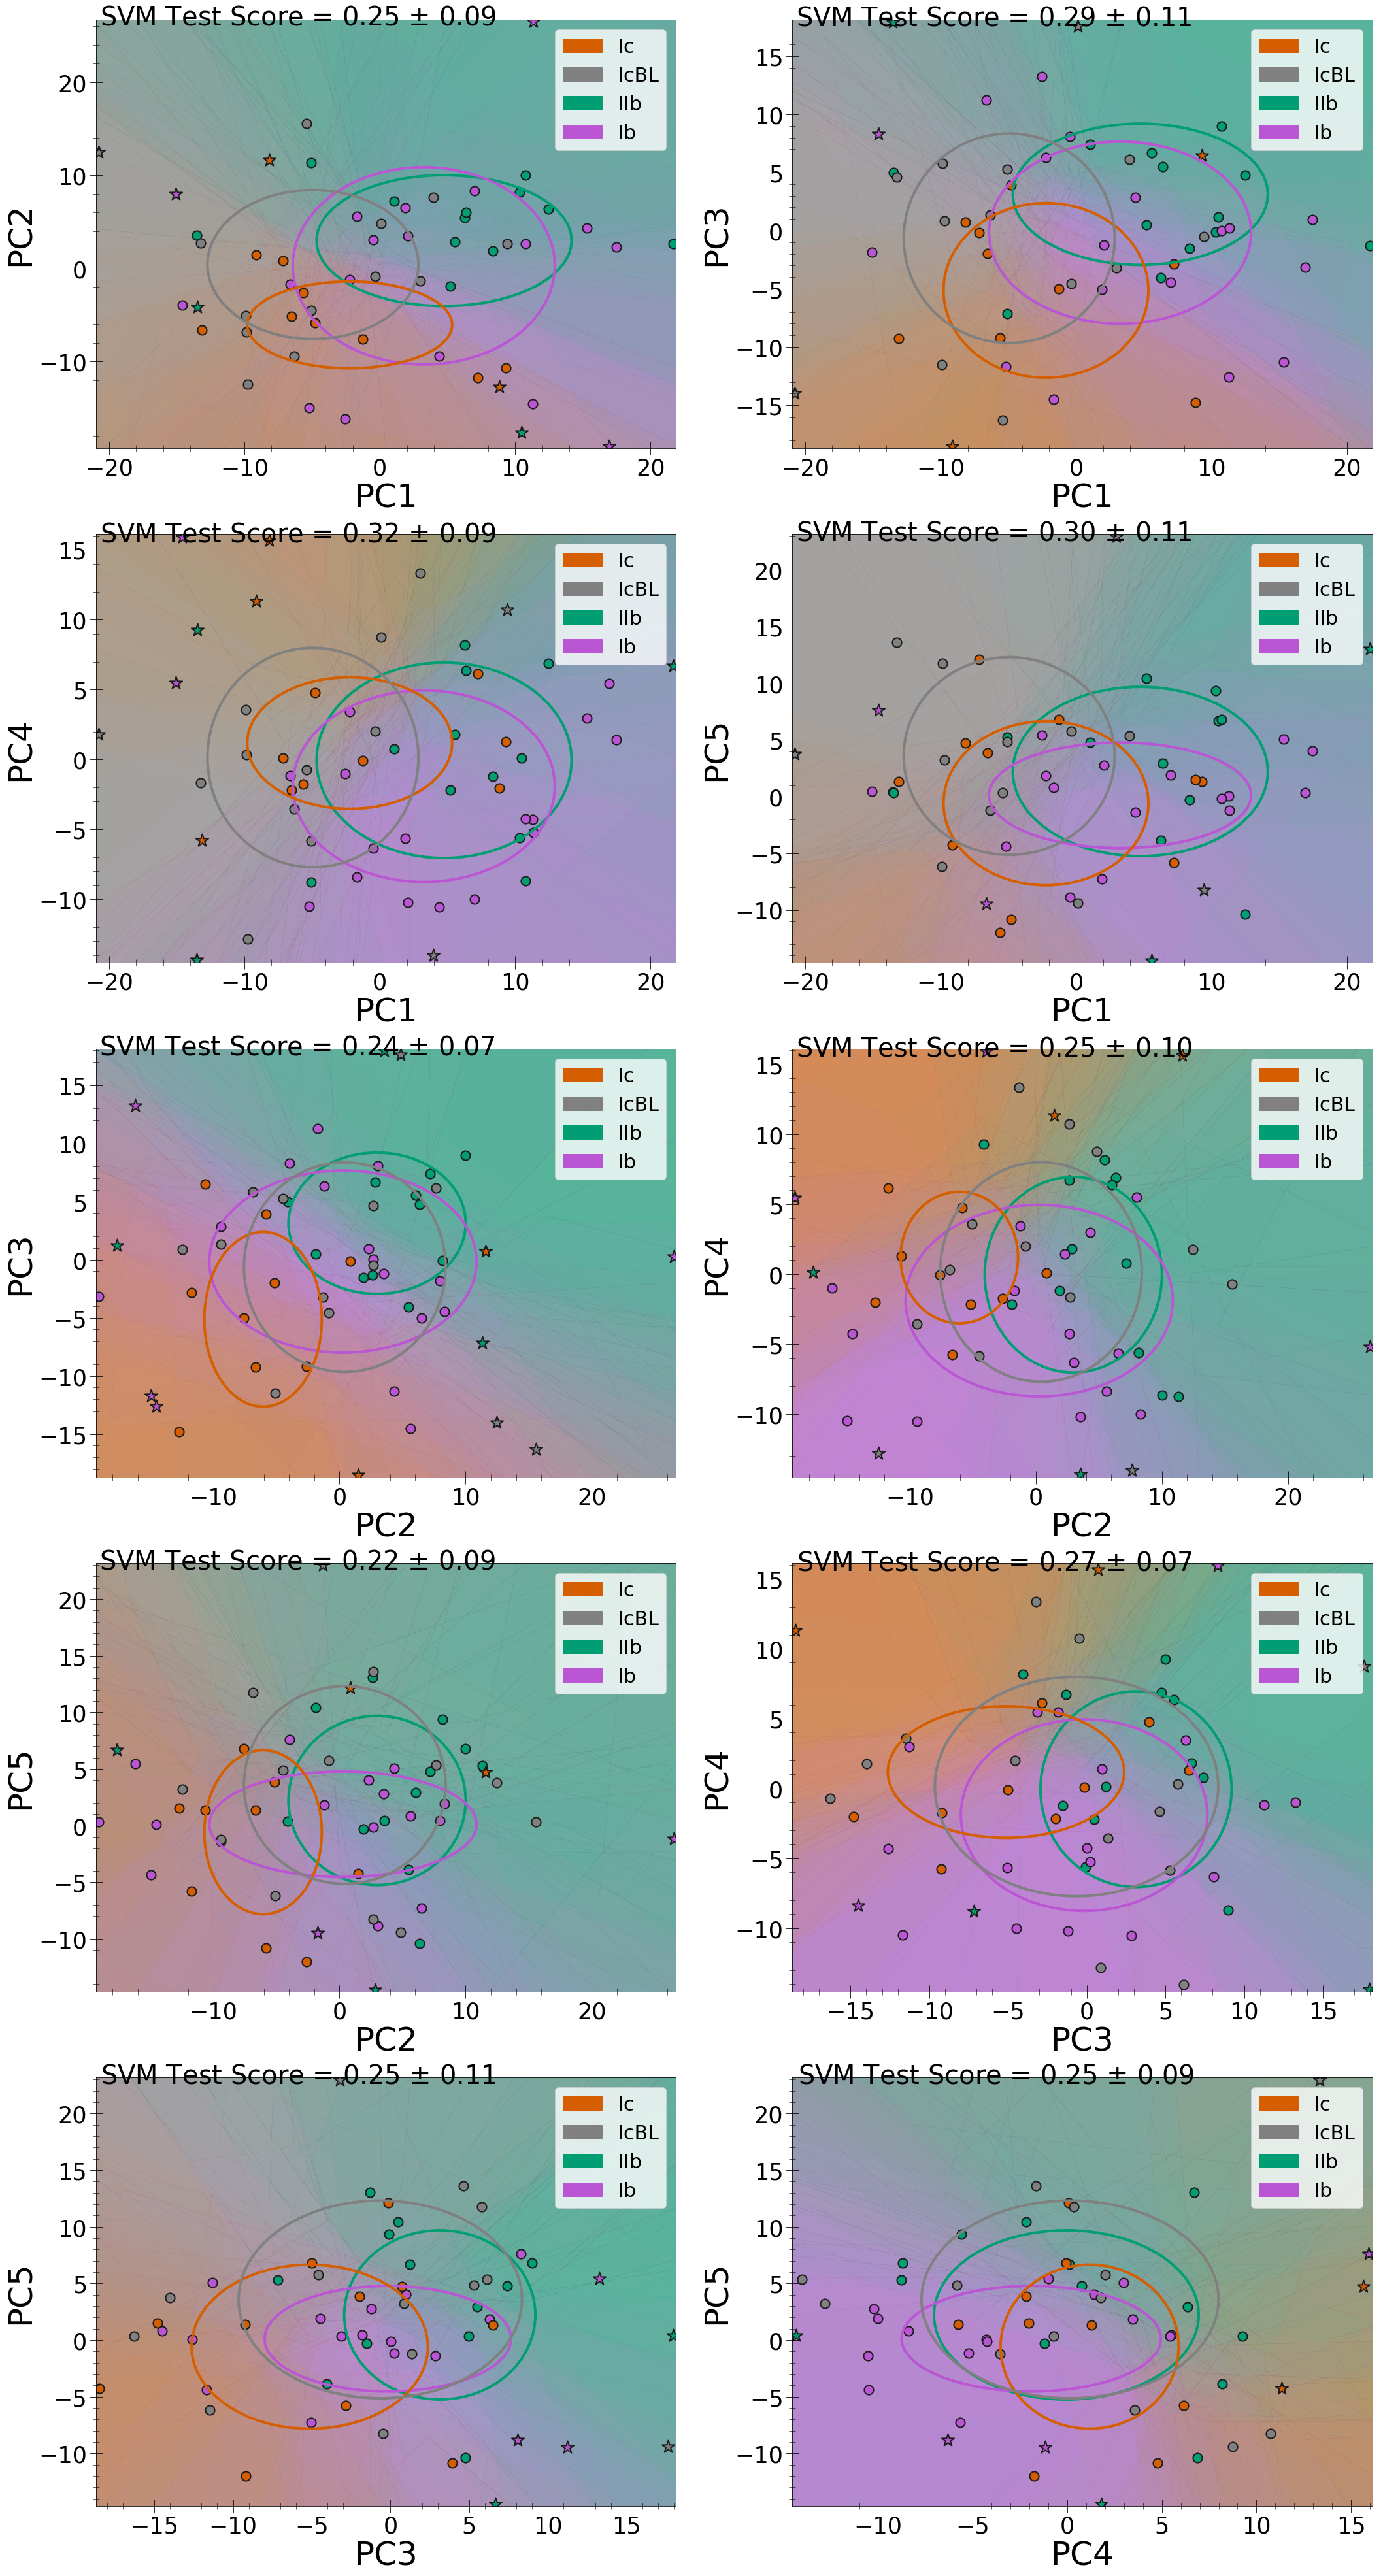 SVM Test Score = 0.25 ± 0.09
Ic
IcBL
IIb
Ib
20
10
0
−10
PC2
−20 −10 0 10 20
PC1
SVM Test Score = 0.29 ± 0.11
Ic
IcBL
IIb
Ib
15
10
5
0
−5
−10
−15
PC3
−20 −10 0 10 20
PC1
SVM Test Score = 0.32 ± 0.09
Ic
IcBL
IIb
Ib
15
10
5
0
−5
−10
PC4
−20 −10 0 10 20
PC1
SVM Test Score = 0.30 ± 0.11
Ic
IcBL
IIb
Ib
20
15
10
5
0
−5
−10
PC5
−20 −10 0 10 20
PC1
SVM Test Score = 0.24 ± 0.07
Ic
IcBL
IIb
Ib
15
10
5
0
−5
−10
−15
PC3
−10 0 10 20
PC2
SVM Test Score = 0.25 ± 0.10
Ic
IcBL
IIb
Ib
15
10
5
0
−5
−10
PC4
−10 0 10 20
PC2
SVM Test Score = 0.22 ± 0.09
Ic
IcBL
IIb
Ib
20
15
10
5
0
−5
−10
PC5
−10 0 10 20
PC2
SVM Test Score = 0.27 ± 0.07
Ic
IcBL
IIb
Ib
15
10
5
0
−5
−10
PC4
−15 −10 −5 0 5 10 15
PC3
SVM Test Score = 0.25 ± 0.11
Ic
IcBL
IIb
Ib
20
15
10
5
0
−5
−10
PC5
−15 −10 −5 0 5 10 15
PC3
SVM Test Score = 0.25 ± 0.09
Ic
IcBL
IIb
Ib
20
15
10
5
0
−5
−10
PC5
−10 −5 0 5 10 15
PC4